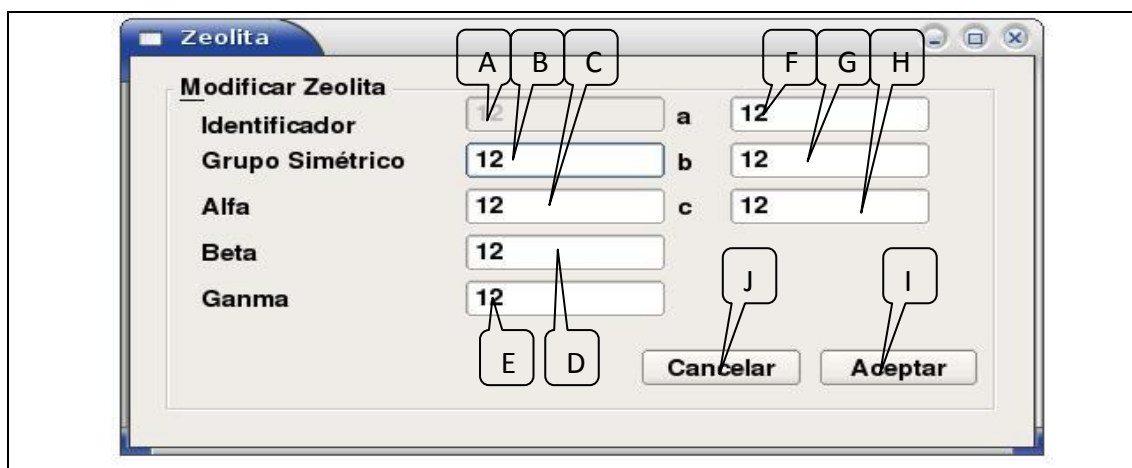 Zeolita
A B C F G H
Modificar Zeolita
Identificador 12 a 12
Grupo Simétrico 12 b 12
Alfa 12 c 12
Beta 12
Ganma 12
J I
E D
Cancelar Aceptar